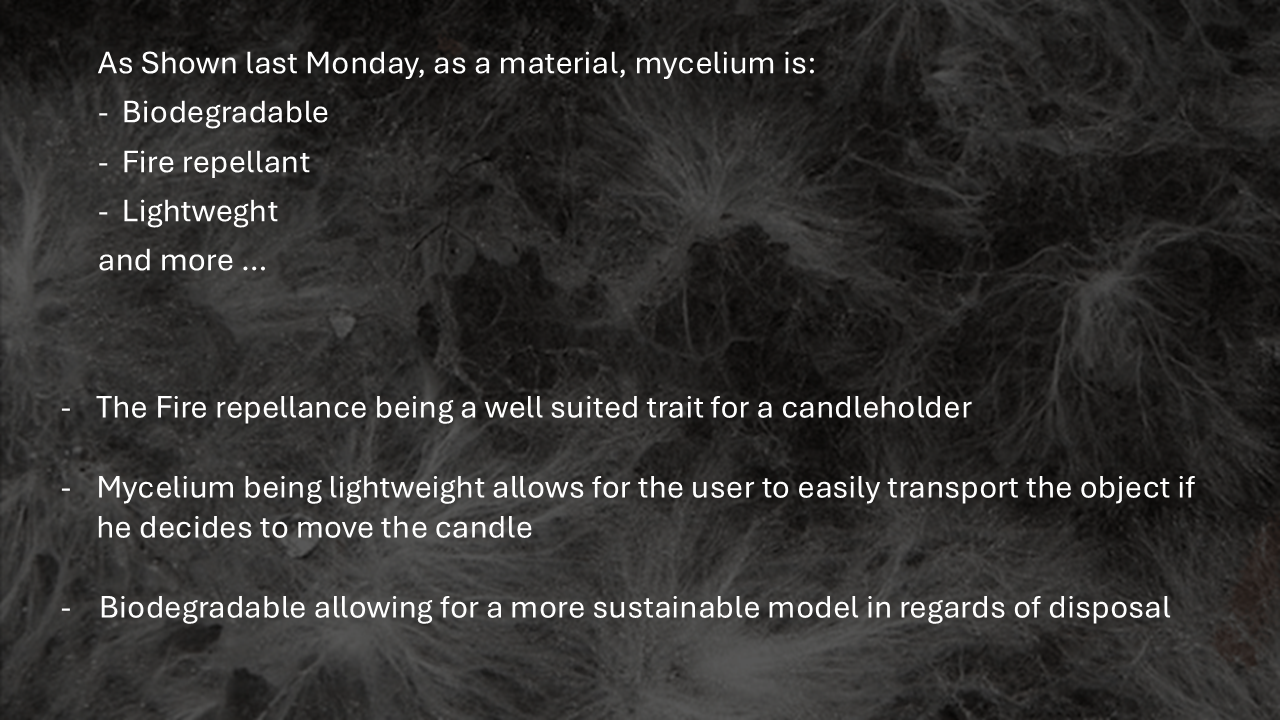 As Shown last Monday, as a material, mycelium is:
- Biodegradable
- Fire repellant
- Lightweght
and more ...
- The Fire repellance being a well suited trait for a candleholder
- Mycelium being lightweight allows for the user to easily transport the object if
he decides to move the candle
- Biodegradable allowing for a more sustainable model in regards of disposal